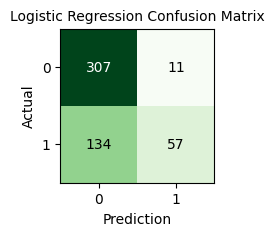 Logistic Regression Confusion Matrix
0 307 11
Actual
1 134 57
0 1
Prediction